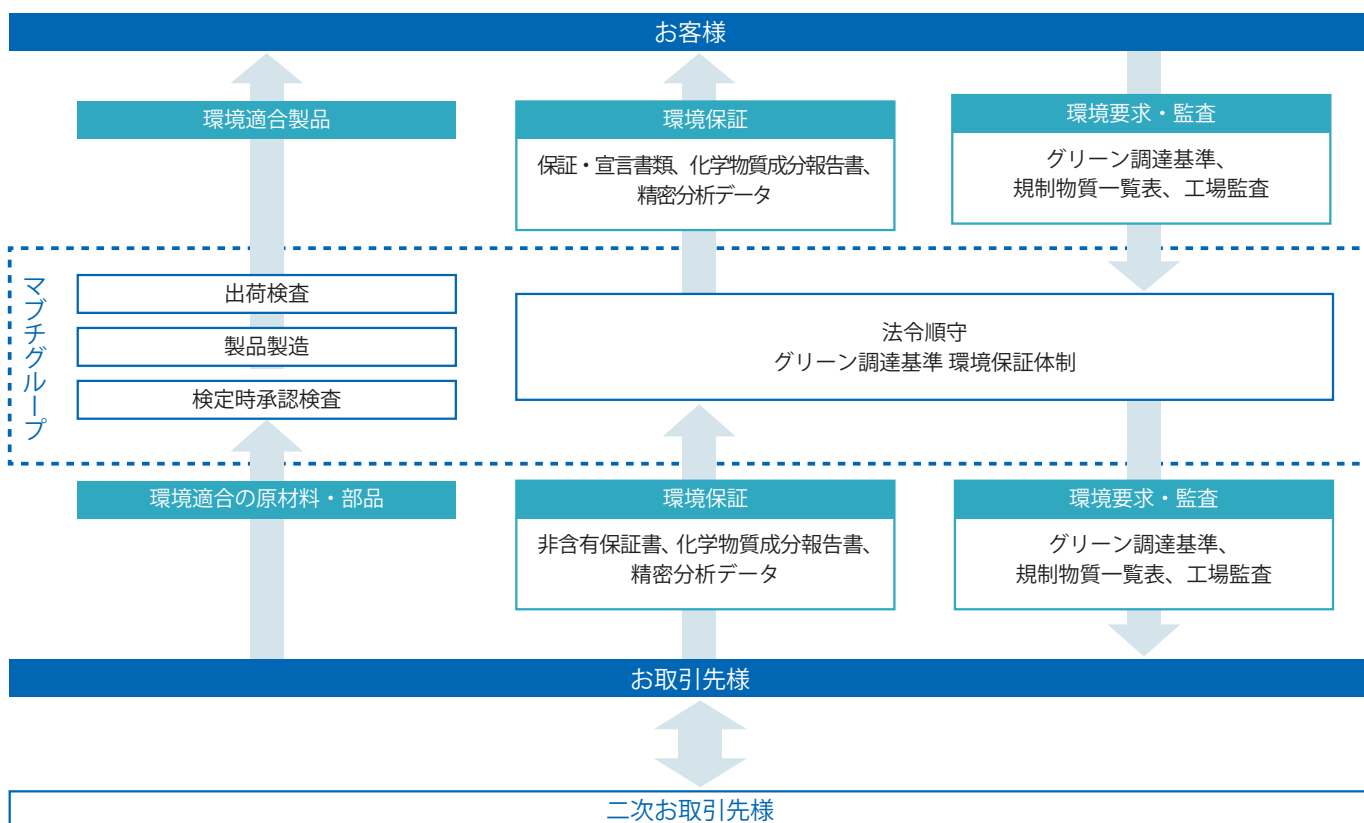 お客様
環境適合製品
環境保証
保証・宣言書類、化学物質成分報告書、
精密分析データ
環境要求・監査
グリーン調達基準、
規制物質一覧表、工場監査
マブチグループ
出荷検査
製品製造
検定時承認検査
法令順守
グリーン調達基準 環境保証体制
環境適合の原材料・部品
環境保証
非含有保証書、化学物質成分報告書、
精密分析データ
環境要求・監査
グリーン調達基準、
規制物質一覧表、工場監査
お取引先様
二次お取引先様